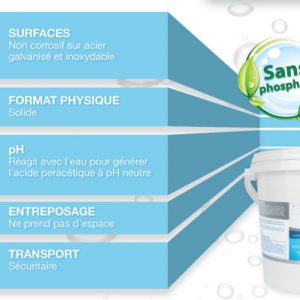 SURFACES
Non corrosif sur acier
galvanisé et inoxydable
FORMAT PHYSIQUE
Solide
pH
Réagit avec l'eau pour générer
l'acide peracétique à pH neutre
ENTREPOSAGE
Ne prend pas d'espace
TRANSPORT
Sécuritaire
Sans
phosph